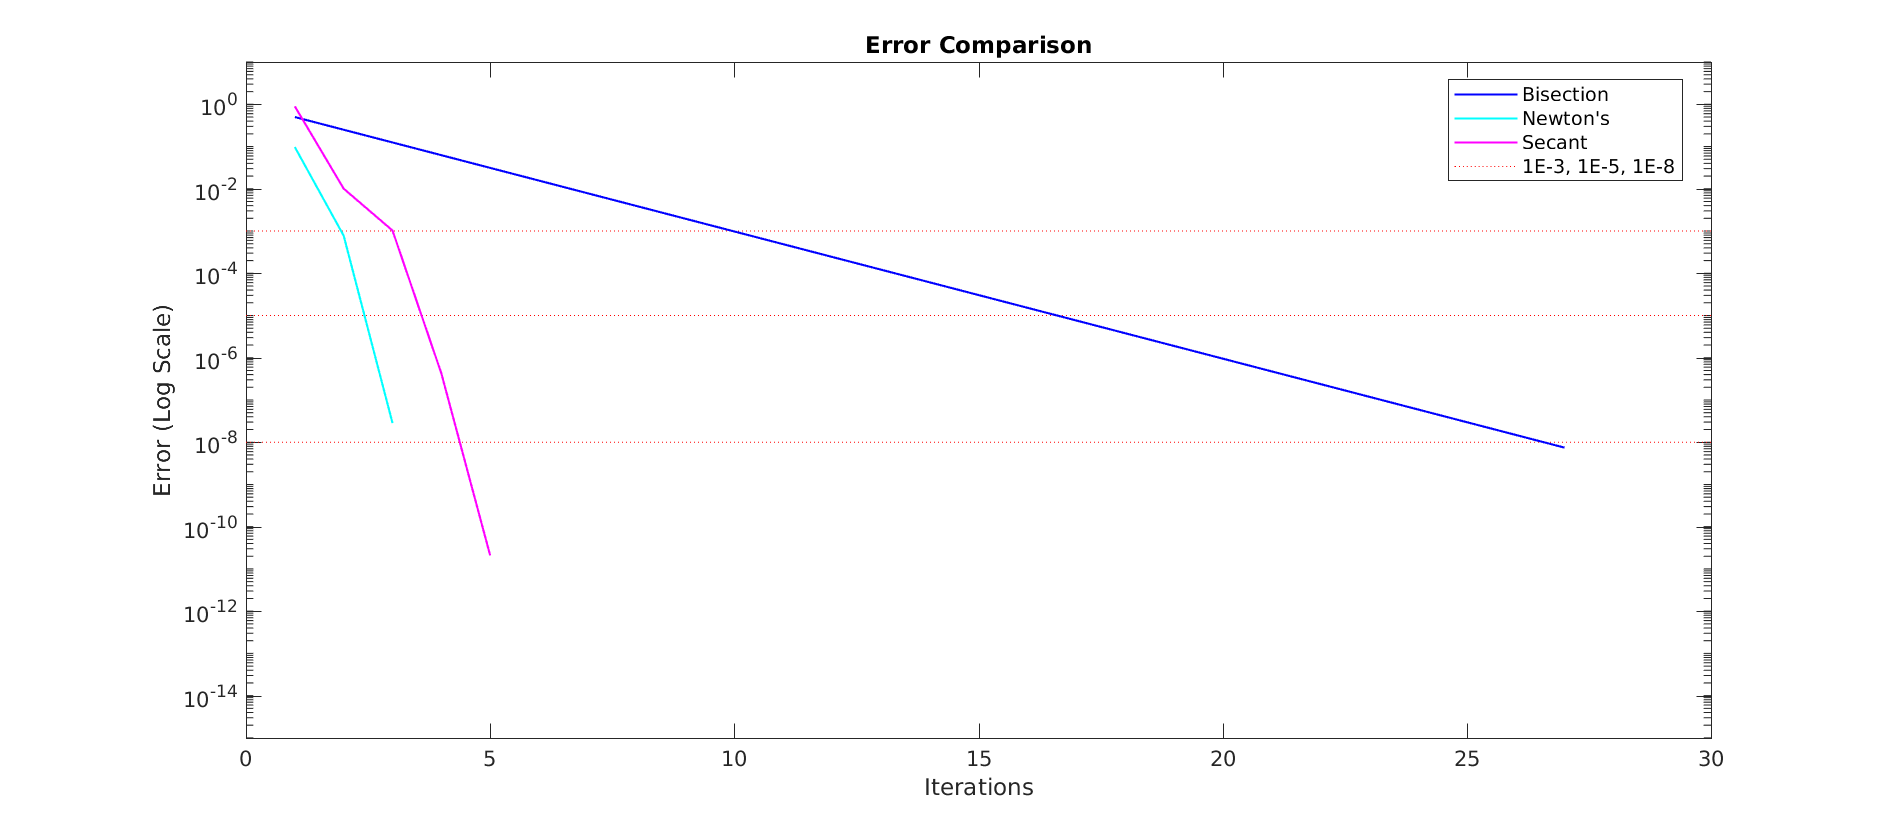 Error Comparison
Bisection
Newton's
Secant
1E-3, 1E-5, 1E-8
Error (Log Scale)
10^0
10^-2
10^-4
10^-6
10^-8
10^-10
10^-12
10^-14
0 5 10 15 20 25 30
Iterations